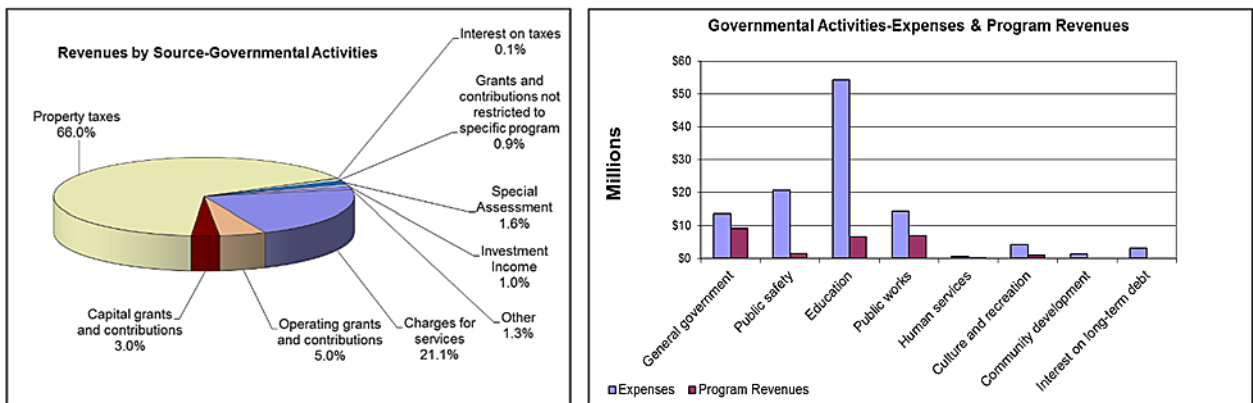 Revenues by Source-Governmental Activities
Interest on taxes
0.1%
Grants and
contributions not
restricted to
specific program
0.9%
Property taxes
66.0%
Special
Assessment
1.6%
Investment
Income
1.0%
Other
1.3%
Charges for
services
21.1%
Operating grants
and contributions
5.0%
Capital grants
and contributions
3.0%
Governmental Activities-Expenses & Program Revenues
Millions
$60
$50
$40
$30
$20
$10
$0
General government
Public safety
Education
Public works
Human services
Culture and recreation
Community development
Interest on long-term debt
Expenses
Program Revenues